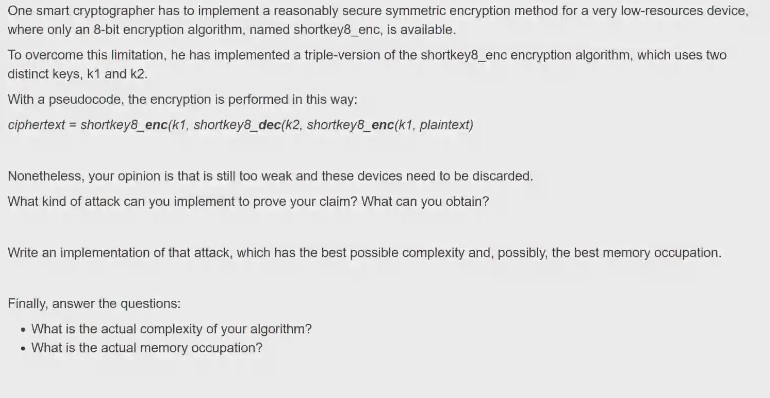 One smart cryptographer has to implement a reasonably secure symmetric encryption method for a very low-resources device,
where only an 8-bit encryption algorithm, named shortkey8_enc, is available.
To overcome this limitation, he has implemented a triple-version of the shortkey8_enc encryption algorithm, which uses two
distinct keys, k1 and k2.
With a pseudocode, the encryption is performed in this way:
ciphertext = shortkey8_enc(k1, shortkey8_dec(k2, shortkey8_enc(k1, plaintext)
Nonetheless, your opinion is that is still too weak and these devices need to be discarded.
What kind of attack can you implement to prove your claim? What can you obtain?
Write an implementation of that attack, which has the best possible complexity and, possibly, the best memory occupation.
Finally, answer the questions:
• What is the actual complexity of your algorithm?
• What is the actual memory occupation?